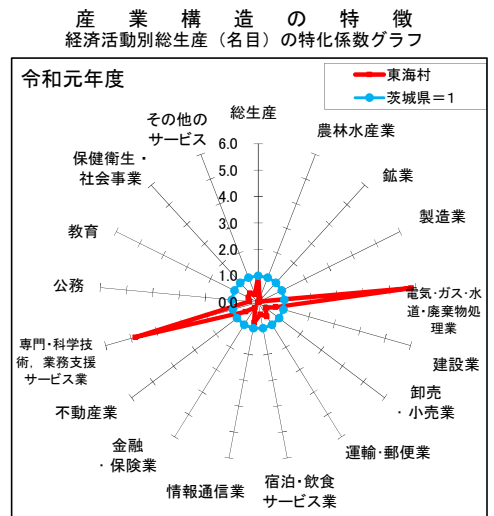 産業構造の特徴
経済活動別総生産（名目）の特化係数グラフ
令和元年度
東海村
茨城県＝1
総生産
農林水産業
鉱業
製造業
電気・ガス・水
道・廃棄物処
理業
建設業
卸売
・小売業
運輸・郵便業
宿泊・飲食
サービス業
情報通信業
金融
・保険業
不動産業
専門・科学技
術，業務支援
サービス業
公務
教育
保健衛生・
社会事業
その他の
サービス
6.0
5.0
4.0
3.0
2.0
1.0
0.0